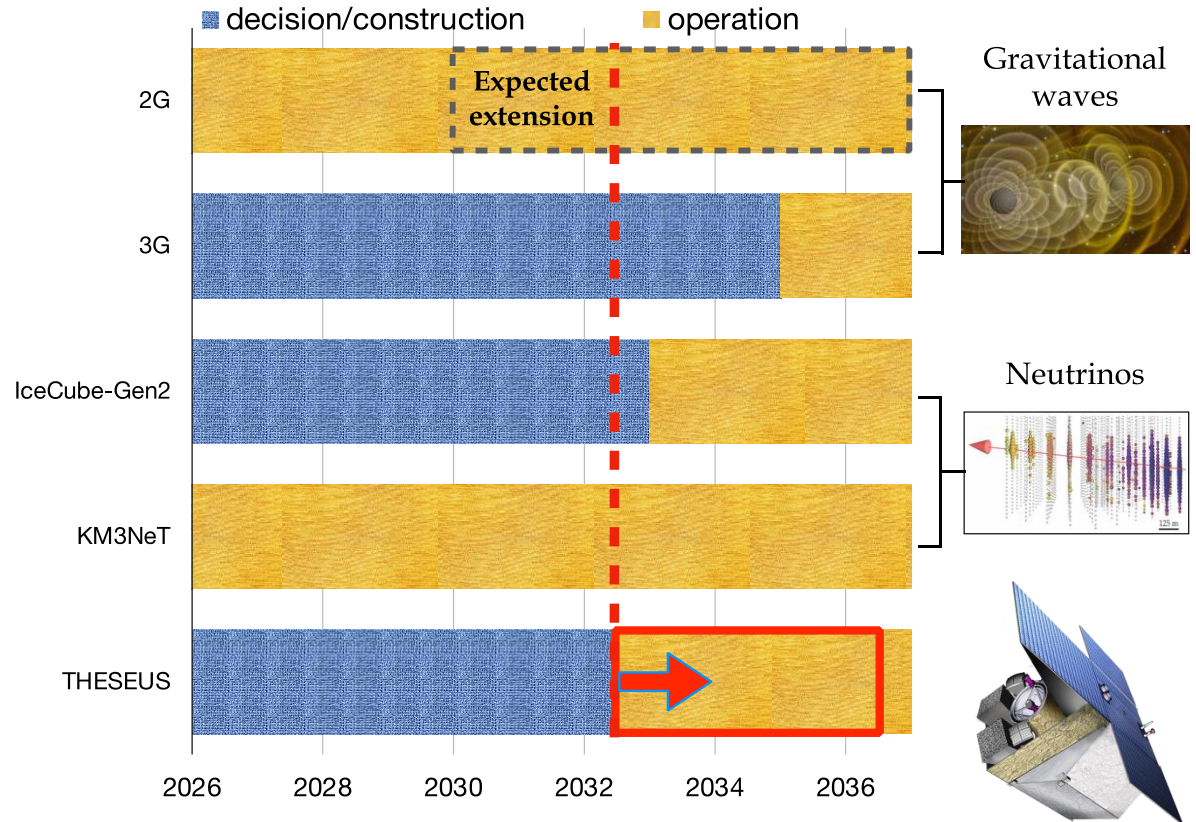 decision/construction
operation
2G
Expected
extension
Gravitational
waves
3G
IceCube-Gen2
Neutrinos
125 m
KM3NeT
THESEUS
2026
2028
2030
2032
2034
2036